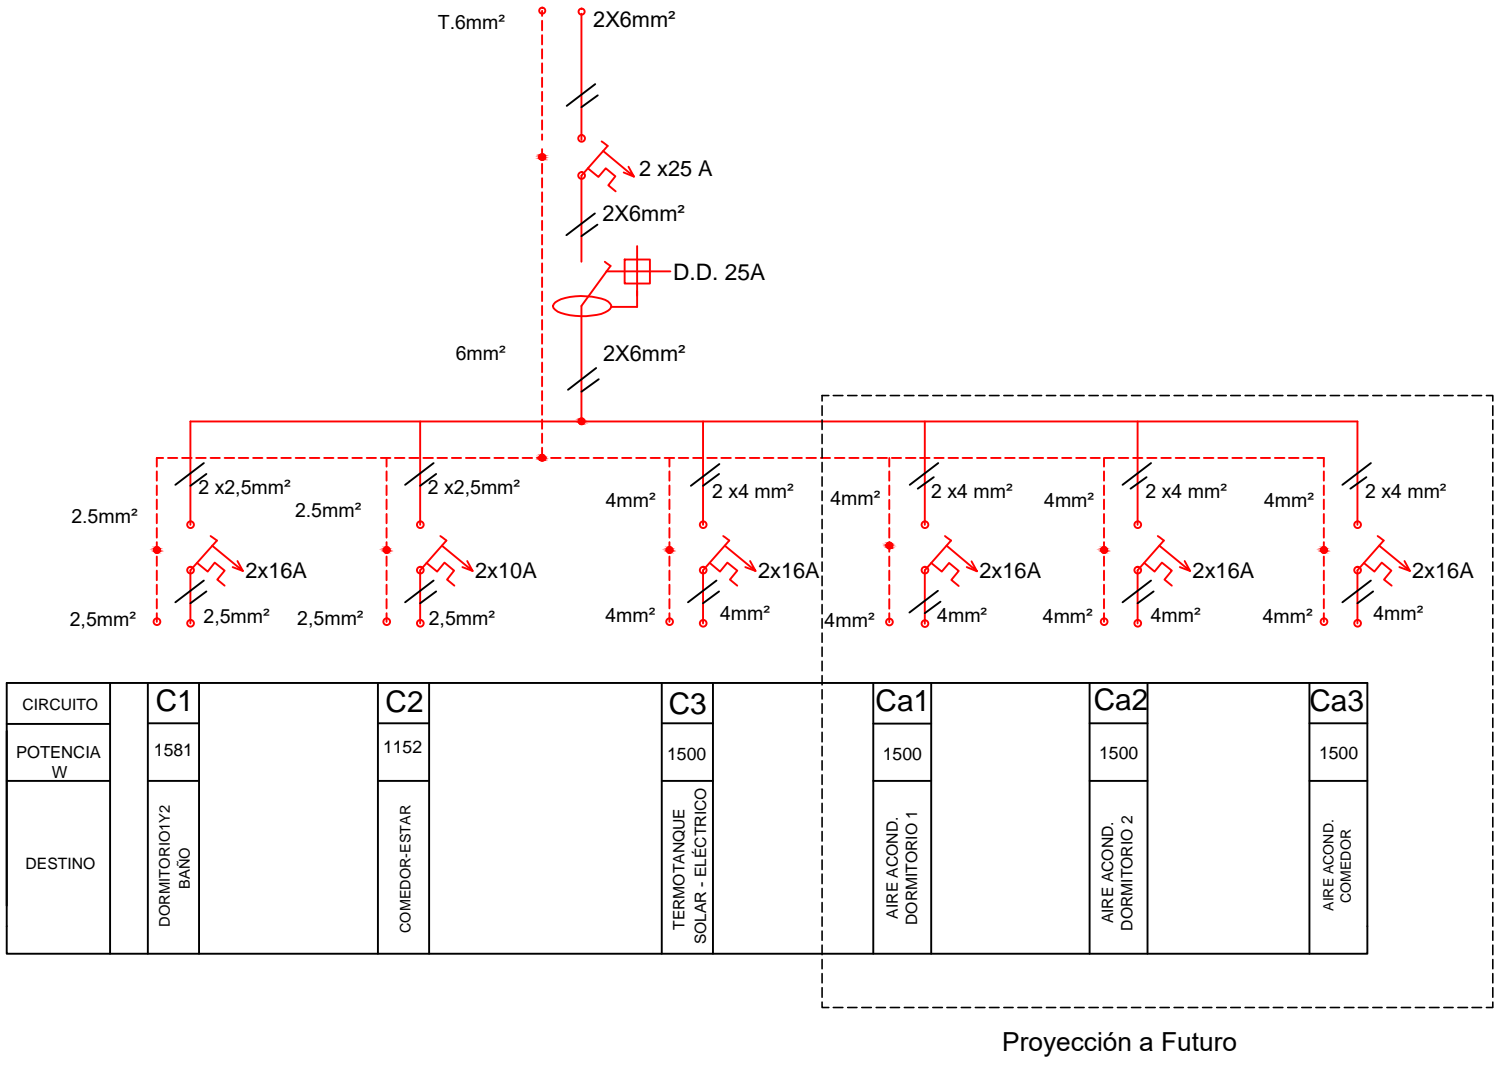 T.6mm²
2X6mm²
2 x25 A
2X6mm²
D.D. 25A
6mm²
2X6mm²
2.5mm²
2 x2,5mm²
2.5mm²
2 x2,5mm²
4mm²
2 x4 mm²
4mm²
2 x4 mm²
4mm²
2 x4 mm²
4mm²
2 x4 mm²
2x16A
2x10A
2x16A
2x16A
2x16A
2x16A
2,5mm²
2,5mm²
2,5mm²
2,5mm²
4mm²
4mm²
4mm²
4mm²
4mm²
4mm²
4mm²
4mm²
CIRCUITO
C1
C2
C3
Ca1
Ca2
Ca3
POTENCIA
W
1581
1152
1500
1500
1500
1500
DESTINO
DORMITORIO1Y2
BAÑO
COMEDOR-ESTAR
TERMOTANQUE
SOLAR - ELÉCTRICO
AIRE ACOND.
DORMITORIO 1
AIRE ACOND.
DORMITORIO 2
AIRE ACOND.
COMEDOR
Proyección a Futuro